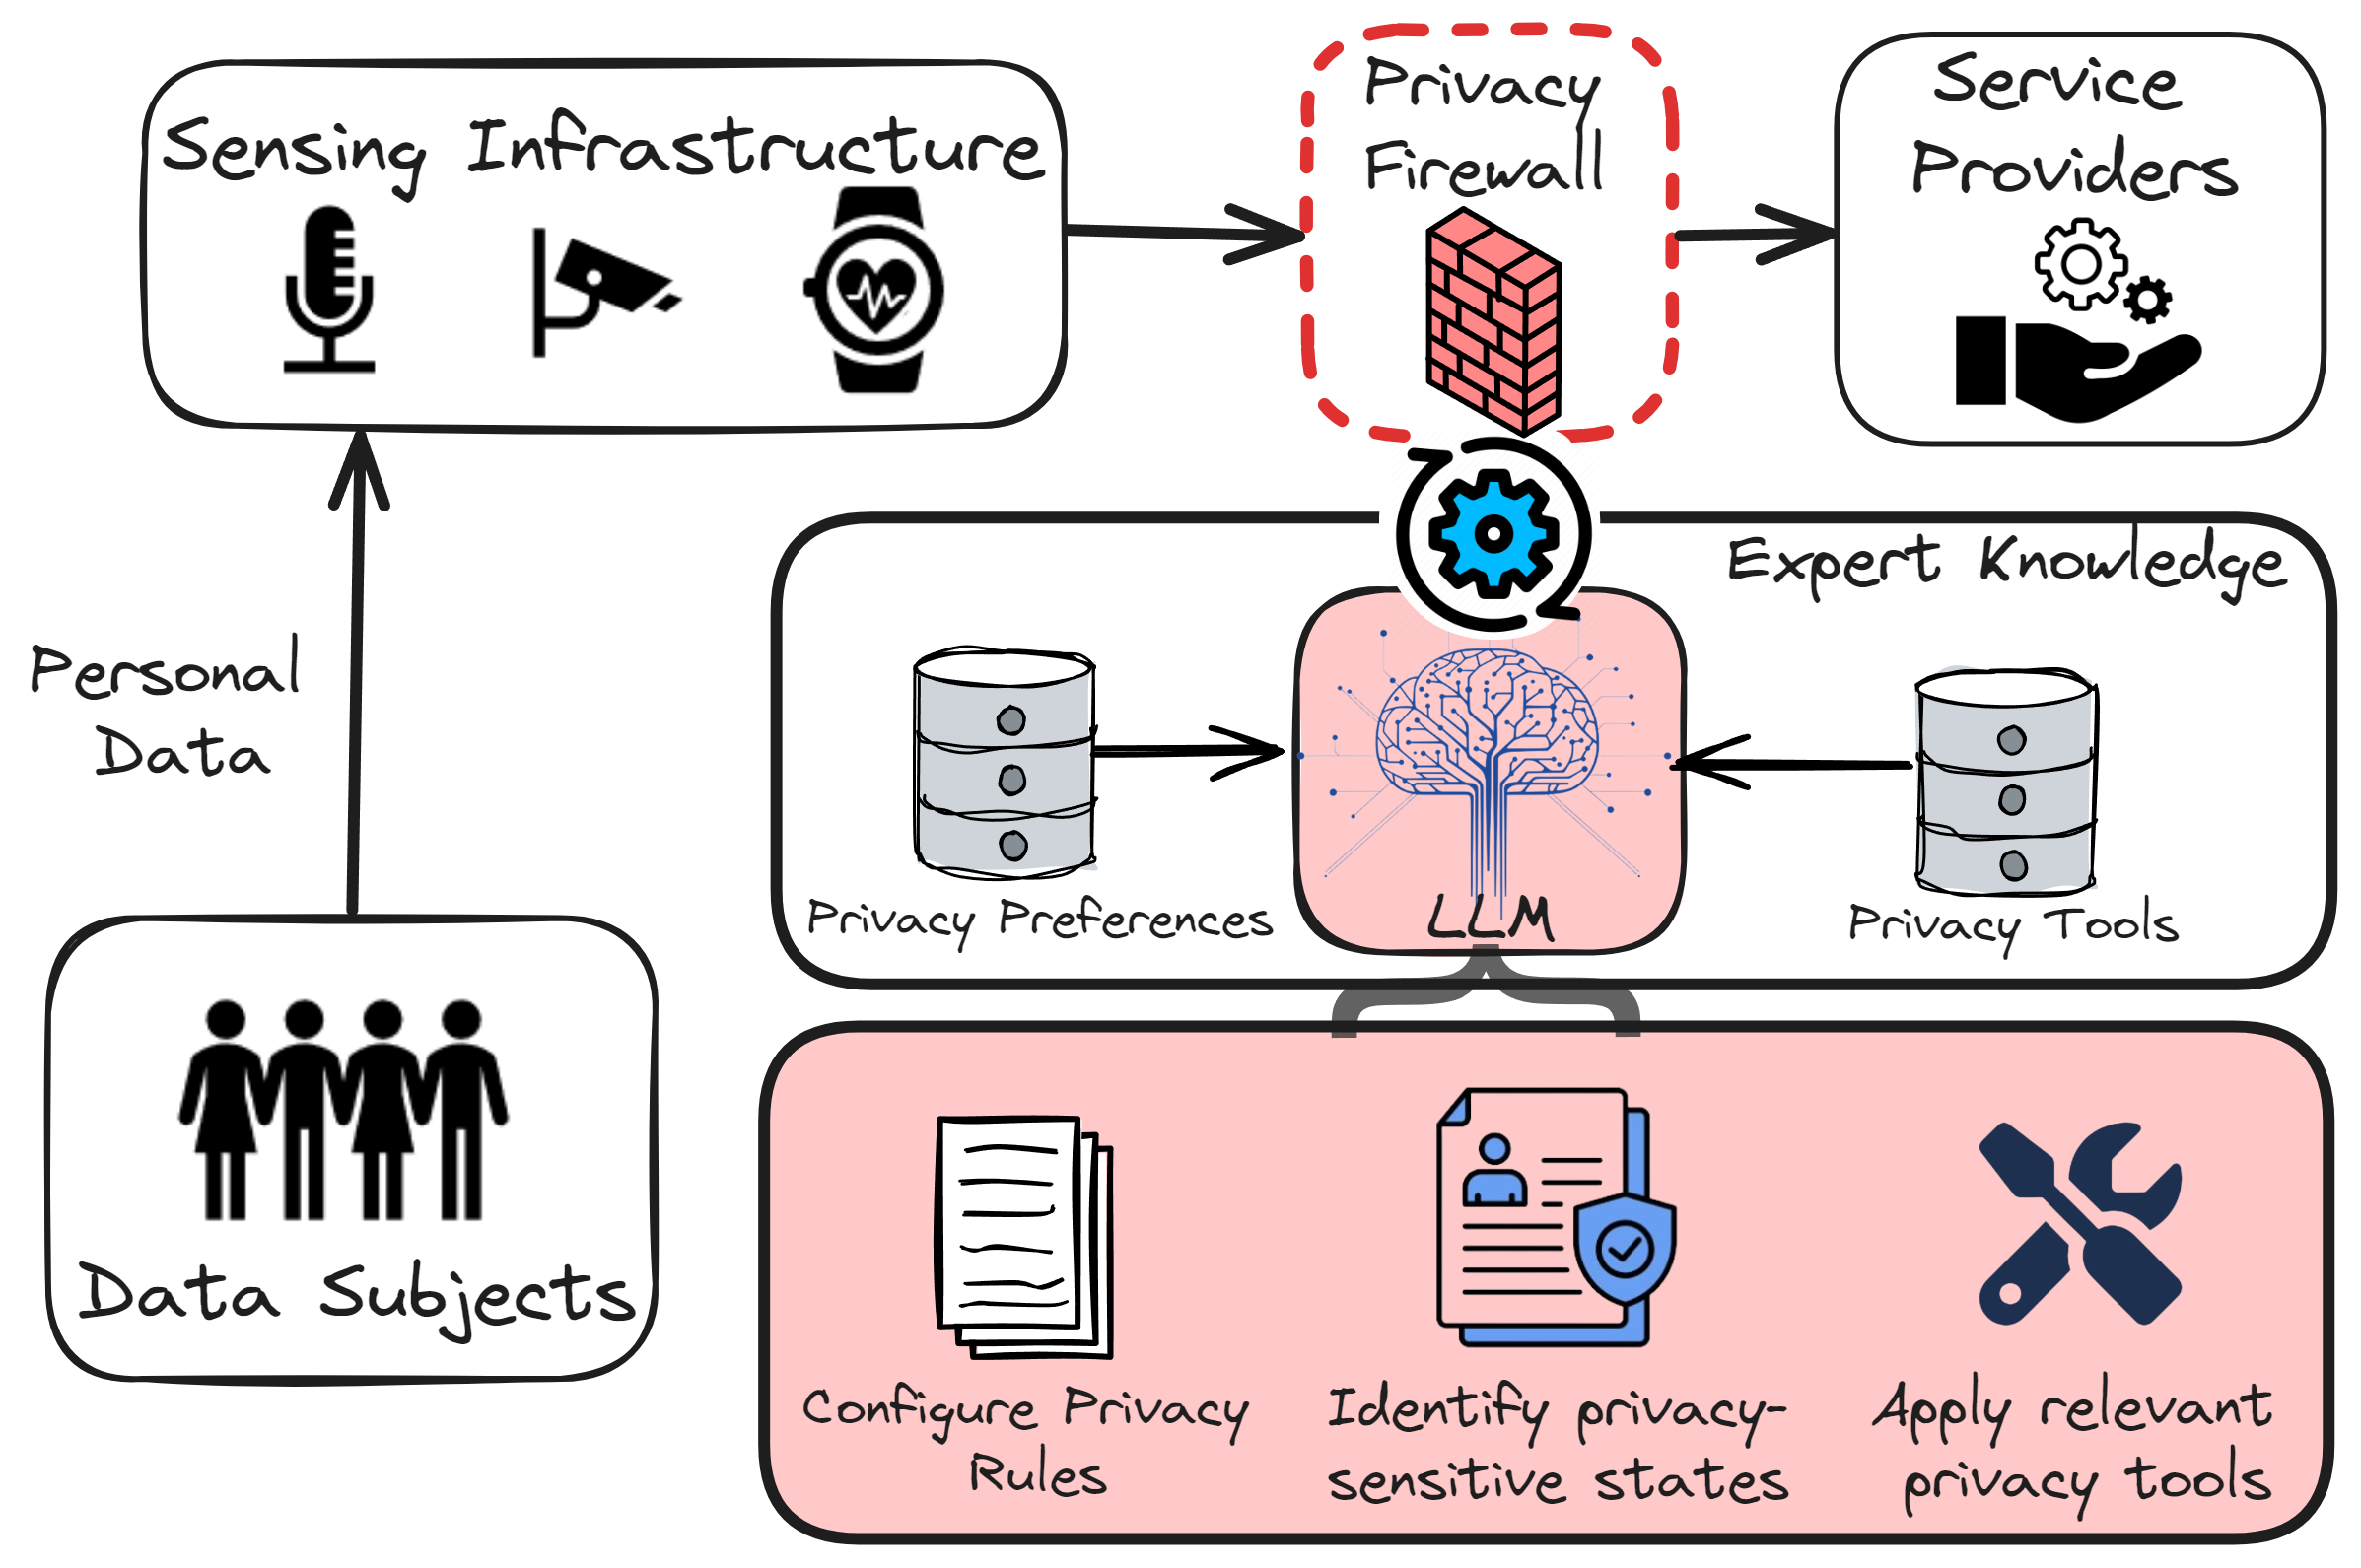 Sensing Infrastructure
Privacy
Firewall
Service
Providers
Personal
Data
Expert Knowledge
Privacy Preferences
LLM
Privacy Tools
Data Subjects
Configure Privacy
Rules
Identify privacy-
sensitive states
Apply relevant
privacy tools